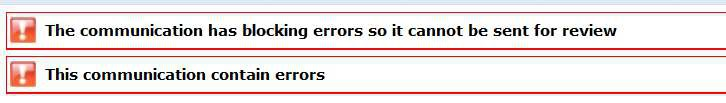 The communication has blocking errors so it cannot be sent for review
This communication contain errors